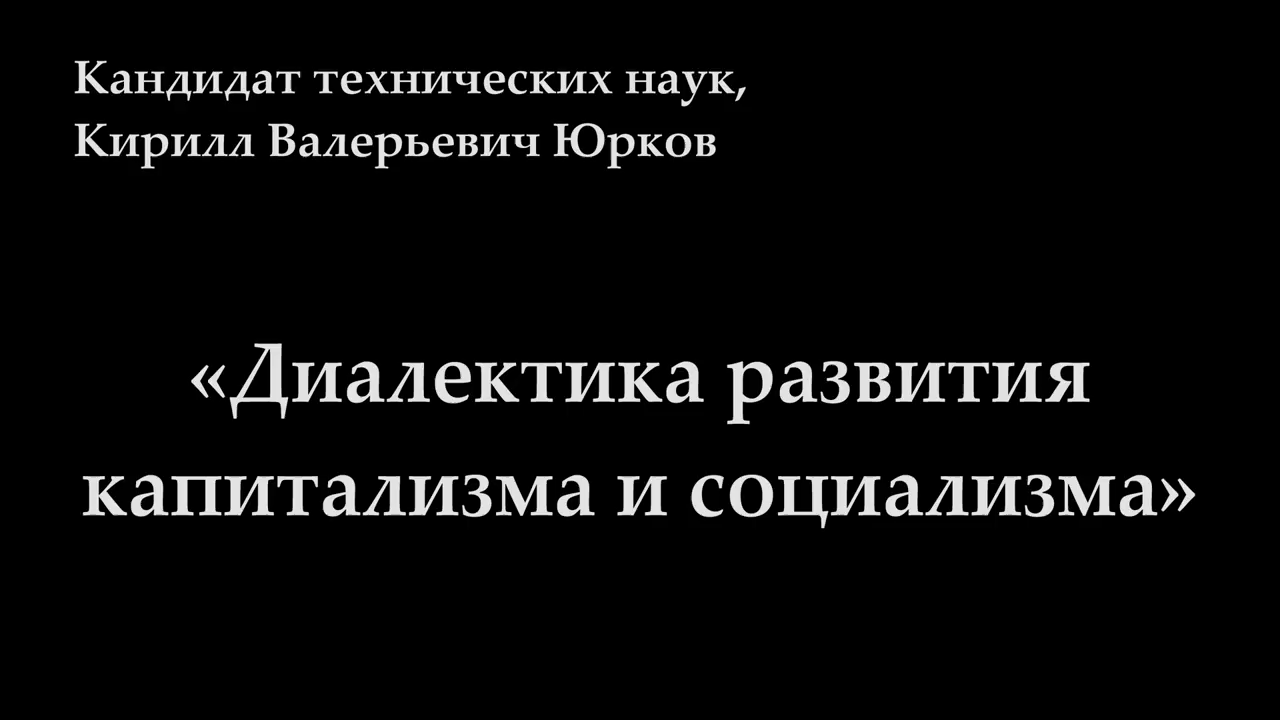 Кандидат технических наук,
Кирилл Валерьевич Юрков
«Диалектика развития
капитализма и социализма»